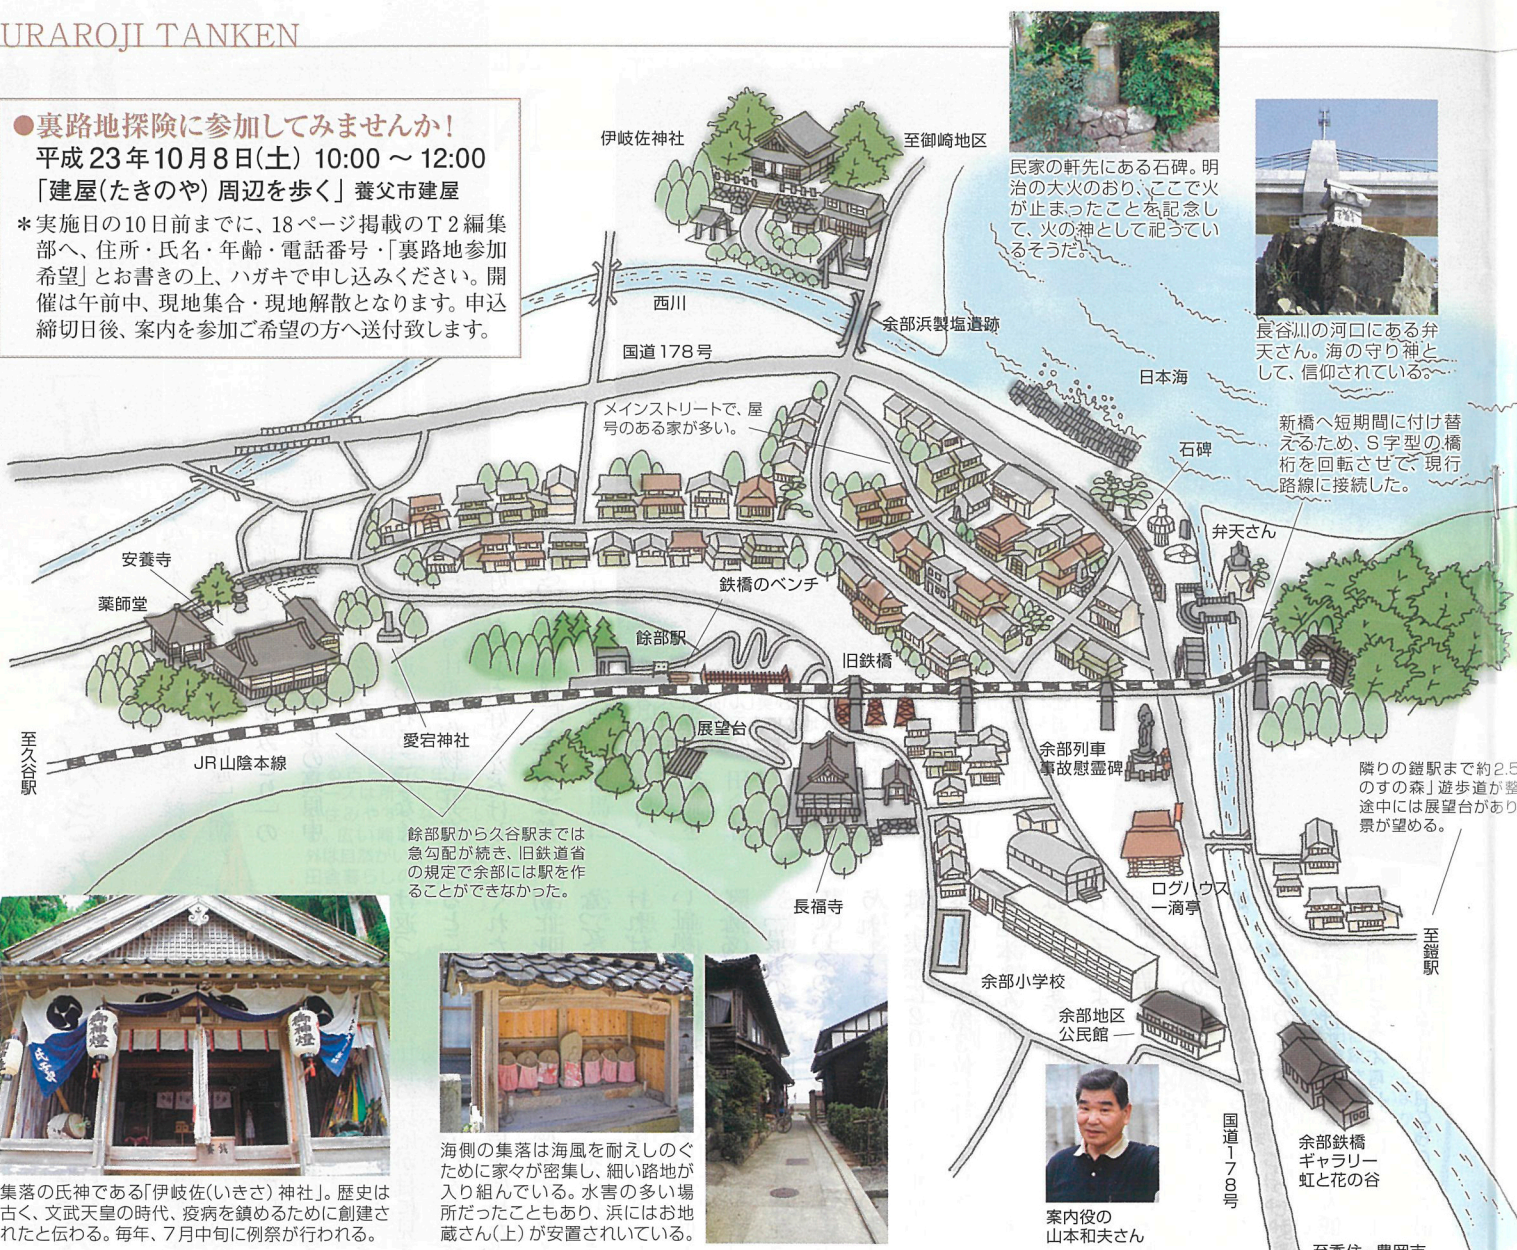 URAROJI TANKEN
●裏路地探険に参加してみませんか!
平成23年10月8日(土) 10:00 〜 12:00
「建屋(たきのや) 周辺を歩く」 養父市建屋
＊実施日の10日前までに、18ページ掲載のT2編集
部へ、住所・氏名・年齢・電話番号・「裏路地参加
希望」とお書きの上、ハガキで申し込みください。開
催は午前中、現地集合・現地解散となります。申込
締切日後、案内を参加ご希望の方へ送付致します。
伊岐佐神社
至御崎地区
民家の軒先にある石碑。明
治の大火のおり、ここで火
が止まったことを記念し
て、火の神として祀ってい
るそうだ。
長谷川の河口にある弁
天さん。海の守り神と
して、信仰されている。
西川
余部浜製塩遺跡
国道178号
日本海
メインストリートで、屋
号のある家が多い。
新橋へ短期間に付け替
えるため、S字型の橋
桁を回転させて、現行
路線に接続した。
石碑
弁天さん
安養寺
薬師堂
鉄橋のベンチ
餘部駅
旧鉄橋
愛宕神社
展望台
至久谷駅
JR山陰本線
余部列車
事故慰霊碑
隣りの鎧駅まで約2.5
のすの森」遊歩道が整
途中には展望台があり
景が望める。
餘部駅から久谷駅までは
急勾配が続き、旧鉄道省
の規定で余部には駅を作
ることができなかった。
長福寺
ログハウス
一滴亭
至鎧駅
余部小学校
余部地区
公民館
国道178号
余部鉄橋
ギャラリー
虹と花の谷
御神燈
御神燈
集落の氏神である「伊岐佐(いきさ)神社」。歴史は
古く、文武天皇の時代、疫病を鎮めるために創建さ
れたと伝わる。毎年、7月中旬に例祭が行われる。
海側の集落は海風を耐えしのぐ
ために家々が密集し、細い路地が
入り組んでいる。水害の多い場
所だったこともあり、浜にはお地
蔵さん(上)が安置されいている。
案内役の
山本和夫さん